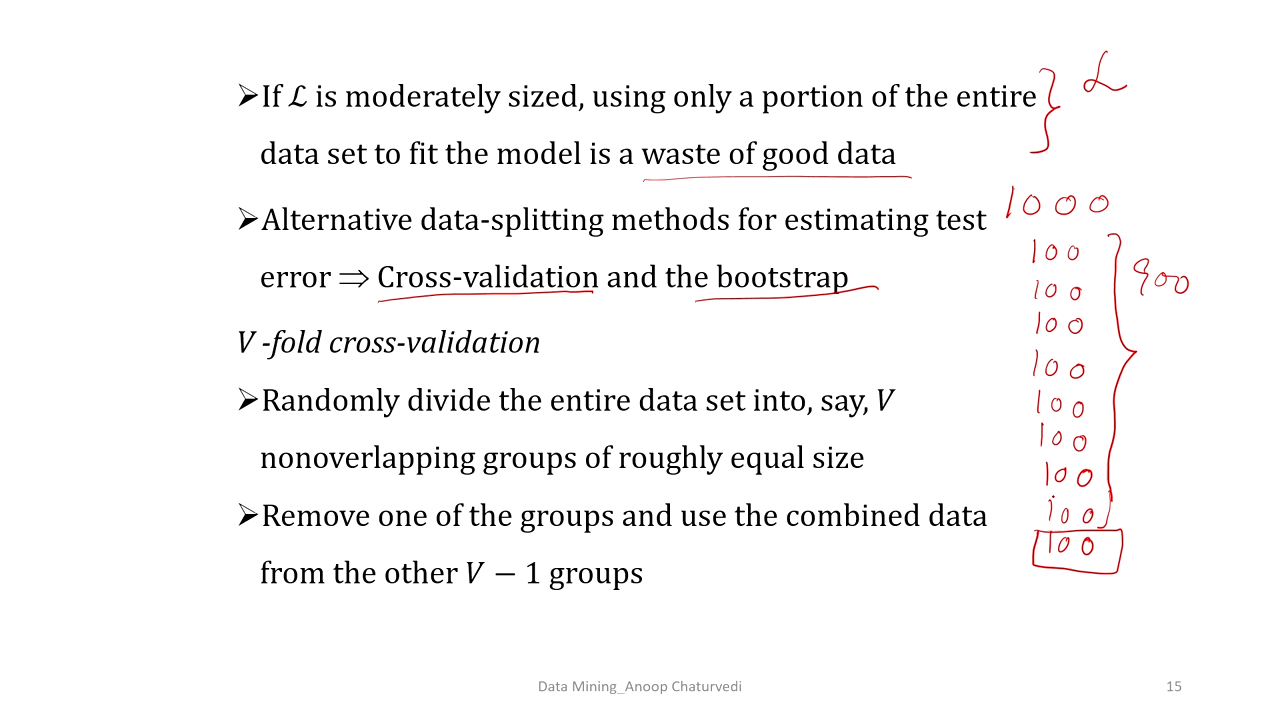 ➢If ℒ is moderately sized, using only a portion of the entire
data set to fit the model is a waste of good data
➢Alternative data-splitting methods for estimating test
error ⟹ Cross-validation and the bootstrap
V -fold cross-validation
➢Randomly divide the entire data set into, say, V
nonoverlapping groups of roughly equal size
➢Remove one of the groups and use the combined data
from the other V − 1 groups
ℒ
1000
100
100
100
100
100
100
100
100
100
900
Data Mining_Anoop Chaturvedi
15